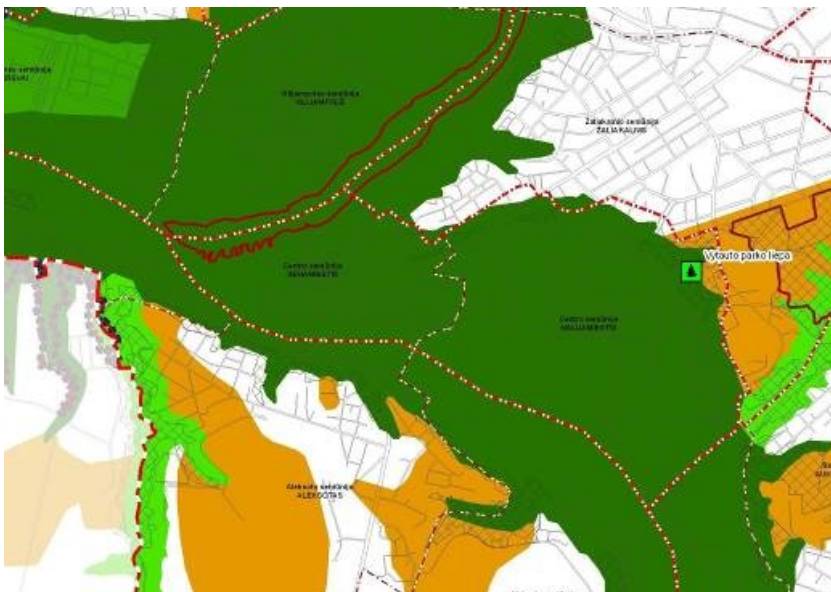 Vilijampolės seniūnija
VILIJAMPOLĖ
Žaliakalnio seniūnija
ŽALIAKALNIS
Vytauto parko liepa
Centro seniūnija
SENAMIESTIS
Centro seniūnija
NAUJAMIESTIS
Aleksoto seniūnija
ALEKSOTAS